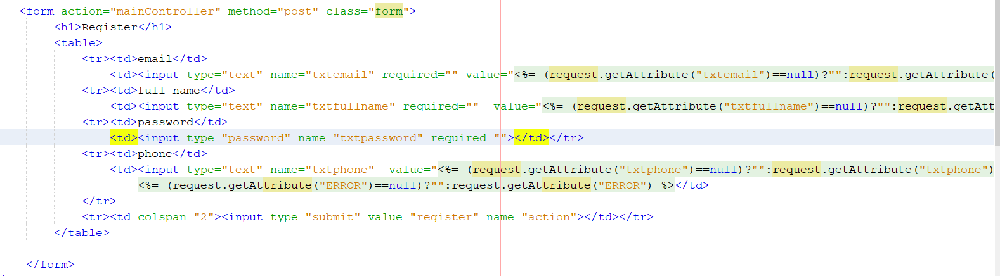 <form action="mainController" method="post" class="form">
<h1>Register</h1>
<table>
<tr><td>email</td>
<td><input type="text" name="txtemail" required="" value="<%= (request.getAttribute("txtemail")==null)?"":request.getAttribute(
<tr><td>full name</td>
<td><input type="text" name="txtfullname" required=""  value="<%= (request.getAttribute("txtfullname")==null)?"":request.getAtt
<tr><td>password</td>
<td><input type="password" name="txtpassword" required=""></td></tr>
<tr><td>phone</td>
<td><input type="text" name="txtphone"  value="<%= (request.getAttribute("txtphone")==null)?"":request.getAttribute("txtphone")
<%= (request.getAttribute("ERROR")==null)?"":request.getAttribute("ERROR") %></td>
</tr>
<tr><td colspan="2"><input type="submit" value="register" name="action"></td></tr>
</table>
</form>